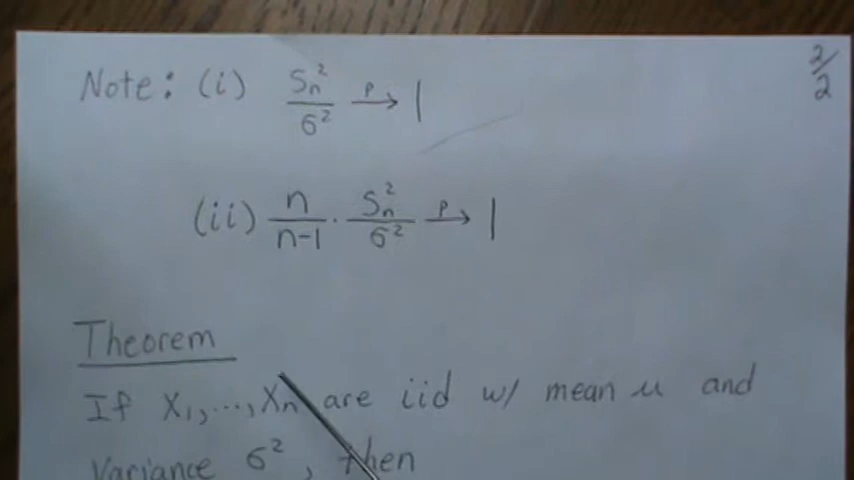 2/2
Note: (i) Sₙ²/σ² →ᵖ 1
(ii) n/(n-1) · Sₙ²/σ² →ᵖ 1
Theorem
If X₁,...,Xₙ are iid w/ mean μ and
Variance σ², then